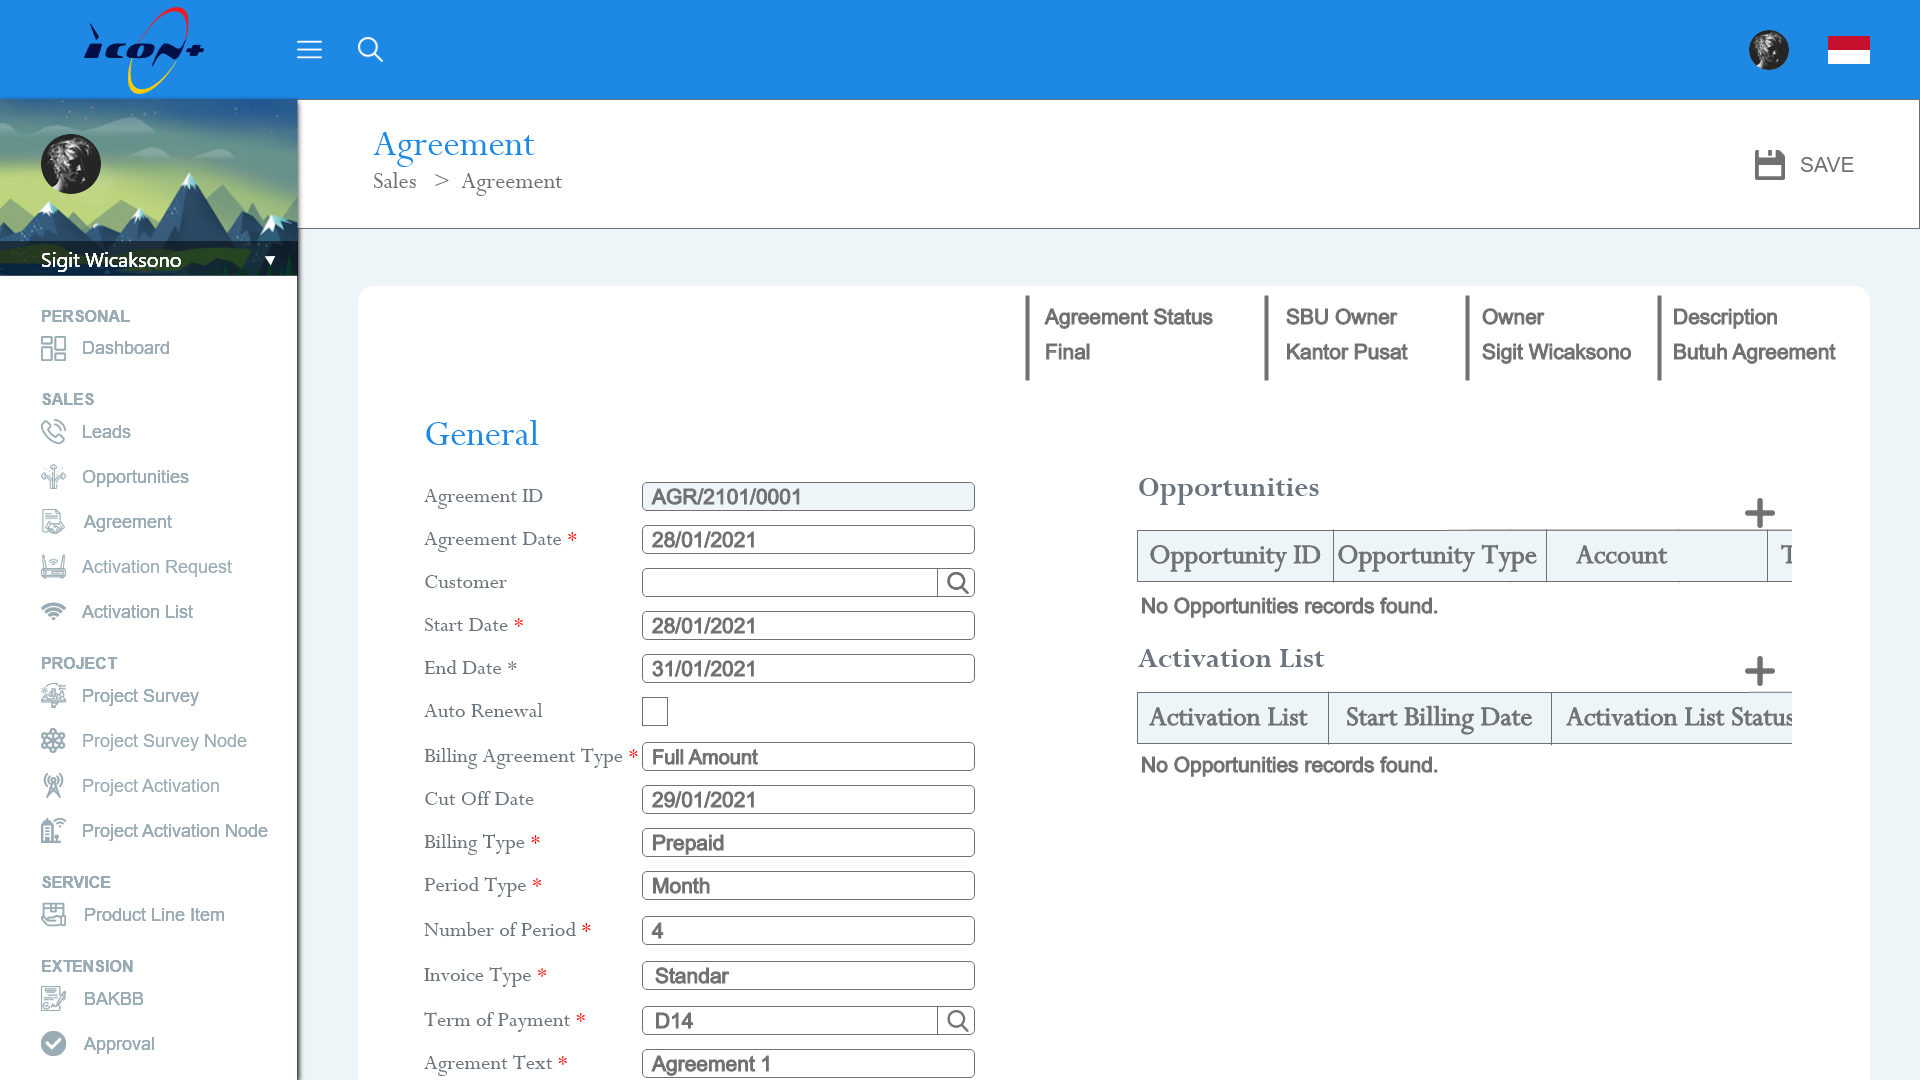 icon+
Agreement
Sales > Agreement
SAVE
Sigit Wicaksono ▼
PERSONAL
Dashboard
SALES
Leads
Opportunities
Agreement
Activation Request
Activation List
PROJECT
Project Survey
Project Survey Node
Project Activation
Project Activation Node
SERVICE
Product Line Item
EXTENSION
BAKBB
Approval
Agreement Status
Final
SBU Owner
Kantor Pusat
Owner
Sigit Wicaksono
Description
Butuh Agreement
General
Agreement ID AGR/2101/0001
Agreement Date * 28/01/2021
Customer
Start Date * 28/01/2021
End Date * 31/01/2021
Auto Renewal
Billing Agreement Type * Full Amount
Cut Off Date 29/01/2021
Billing Type * Prepaid
Period Type * Month
Number of Period * 4
Invoice Type * Standar
Term of Payment * D14
Agrement Text * Agreement 1
Opportunities
Opportunity ID Opportunity Type Account T
No Opportunities records found.
Activation List
Activation List Start Billing Date Activation List Status
No Opportunities records found.